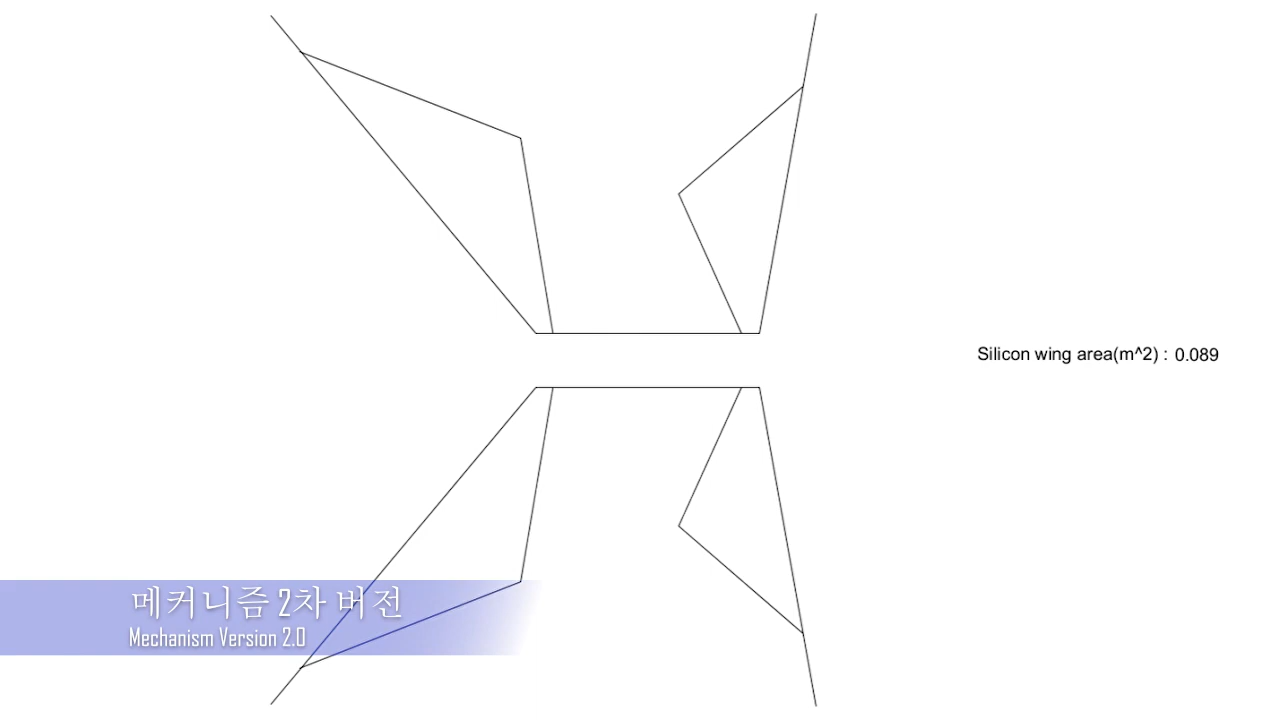 Silicon wing area(m^2) : 0.089
메커니즘 2차 버전
Mechanism Version 2.0